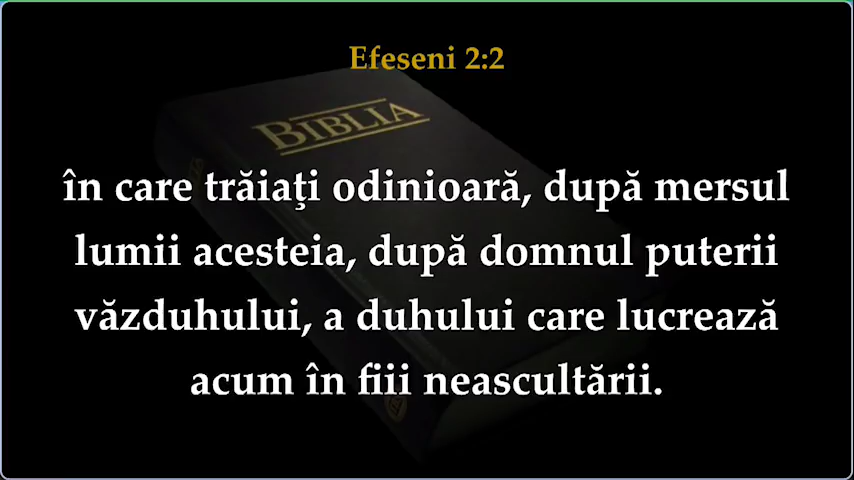 Efeseni 2:2
BIBLIA
în care trăiaţi odinioară, după mersul
lumii acesteia, după domnul puterii
văzduhului, a duhului care lucrează
acum în fiii neascultării.